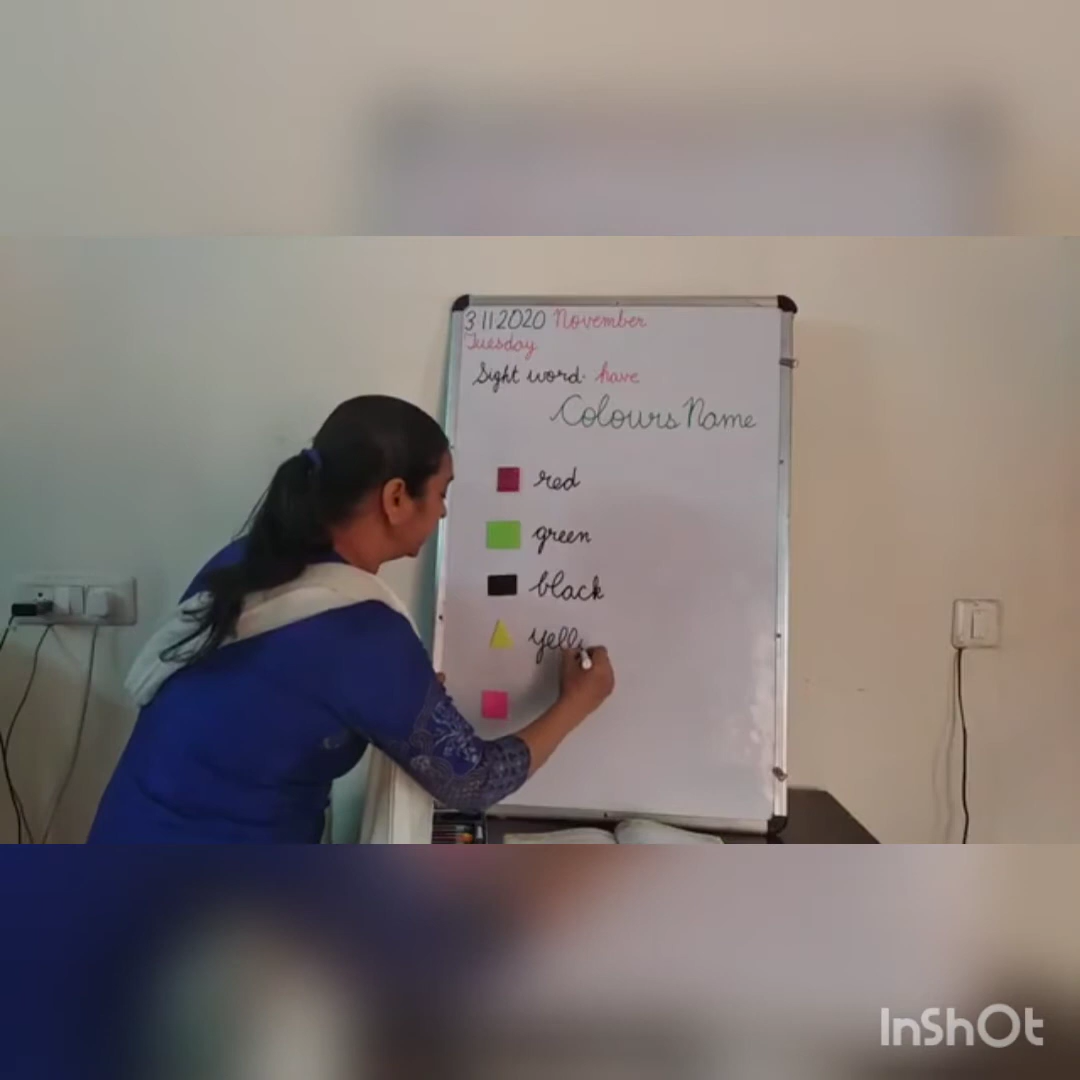 3 11 2020 November
Tuesday
Sight word. have
Colours Name
red
green
black
yell
InShOt